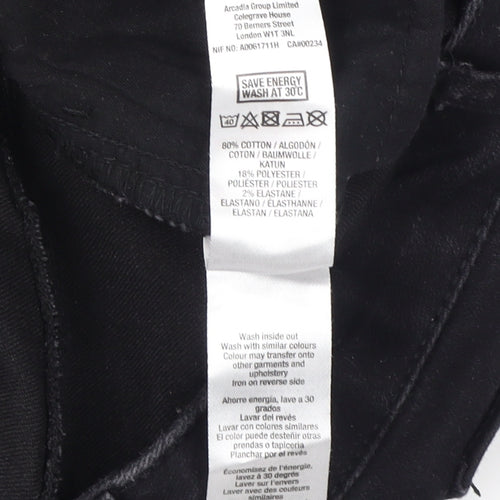 Arcadia Group Limited
Colegrave House
70 Berners Street
London W1T 3NL
NIF NO: A0061711H CA#00234
SAVE ENERGY
WASH AT 30°C
40
80% COTTON / ALGODÓN /
COTON / BAUMWOLLE /
KATUN
18% POLYESTER /
POLIÉSTER / POLIESTER
2% ELASTANE /
ELASTANO / ÉLASTHANNE /
ELASTAN / ELASTANA
Wash inside out
Wash with similar colours
Colour may transfer onto
other garments and
upholstery
Iron on reverse side
Ahorre energía, lave a 30
grados
Lavar del revés
Lavar con colores similares
El color puede desteñir otras
prendas o tapicería
Planchar por el revés
Économisez de l'énergie,
lavez à 30 degrés
Laver sur l'envers
Laver avec des couleurs
similaires